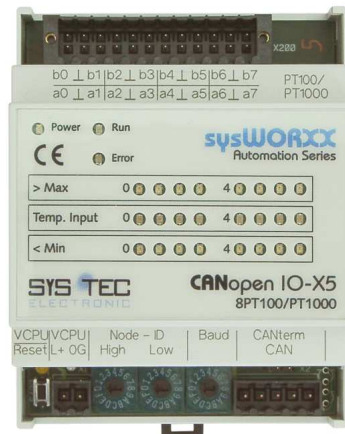 X200 5
b0 ⊥ b1 b2 ⊥ b3 b4 ⊥ b5 b6 ⊥ b7 PT100/
a0 ⊥ a1 a2 ⊥ a3 a4 ⊥ a5 a6 ⊥ a7 PT1000
Power Run
sysWORXX
CE Error Automation Series
> Max 0 4
Temp. Input 0 4
< Min 0 4
SYS TEC
ELECTRONIC
CANopen IO-X5
8PT100/PT1000
VCPU VCPU Node - ID Baud CANterm
Reset L+ 0G High Low CAN